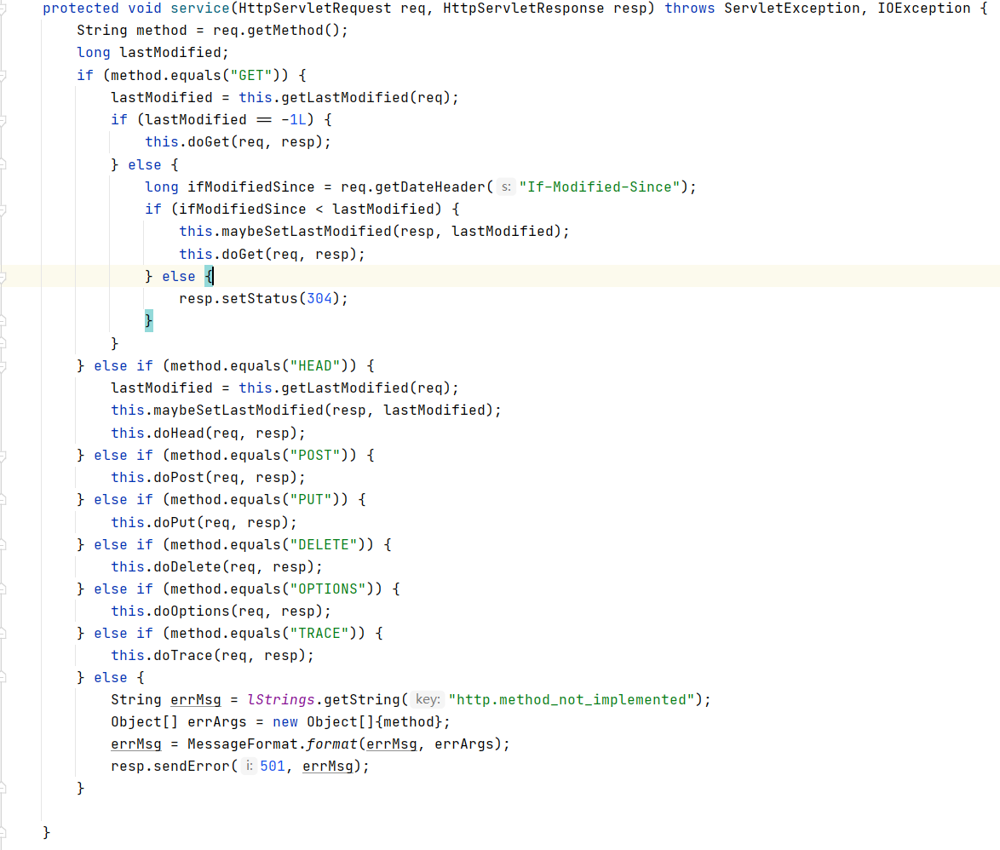 protected void service(HttpServletRequest req, HttpServletResponse resp) throws ServletException, IOException {
    String method = req.getMethod();
    long lastModified;
    if (method.equals("GET")) {
        lastModified = this.getLastModified(req);
        if (lastModified == -1L) {
            this.doGet(req, resp);
        } else {
            long ifModifiedSince = req.getDateHeader( s: "If-Modified-Since");
            if (ifModifiedSince < lastModified) {
                this.maybeSetLastModified(resp, lastModified);
                this.doGet(req, resp);
            } else {
                resp.setStatus(304);
            }
        }
    } else if (method.equals("HEAD")) {
        lastModified = this.getLastModified(req);
        this.maybeSetLastModified(resp, lastModified);
        this.doHead(req, resp);
    } else if (method.equals("POST")) {
        this.doPost(req, resp);
    } else if (method.equals("PUT")) {
        this.doPut(req, resp);
    } else if (method.equals("DELETE")) {
        this.doDelete(req, resp);
    } else if (method.equals("OPTIONS")) {
        this.doOptions(req, resp);
    } else if (method.equals("TRACE")) {
        this.doTrace(req, resp);
    } else {
        String errMsg = lStrings.getString( key: "http.method_not_implemented");
        Object[] errArgs = new Object[]{method};
        errMsg = MessageFormat.format(errMsg, errArgs);
        resp.sendError( i: 501, errMsg);
    }
}